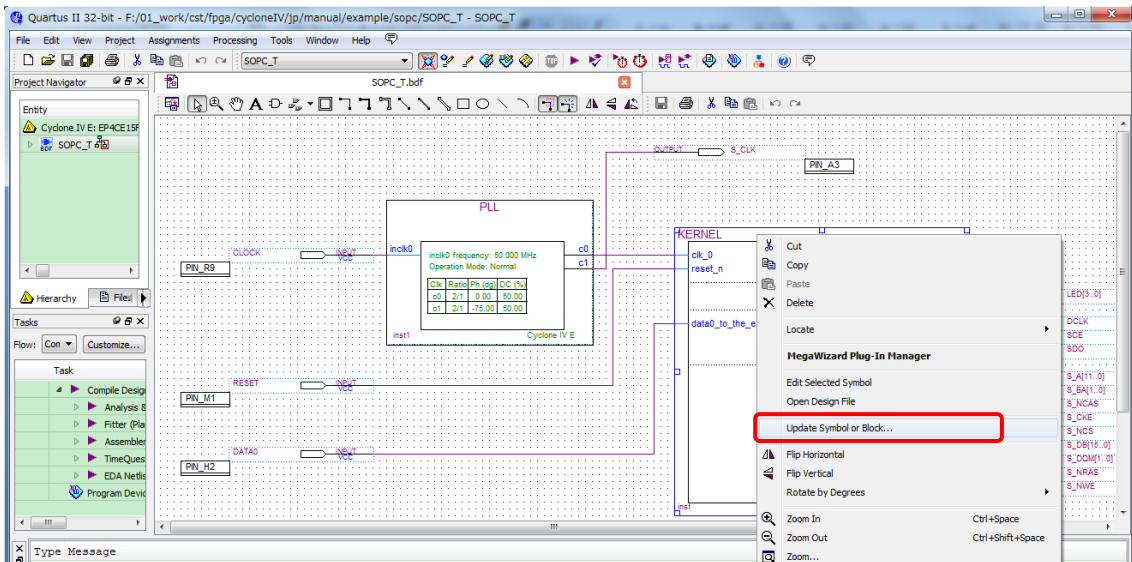 Quartus II 32-bit - F:/01_work/cst/fpga/cycloneIV/jp/manual/example/sopc/SOPC_T - SOPC_T
File Edit View Project Assignments Processing Tools Window Help
SOPC_T
Project Navigator
SOPC_T.bdf
Entity
Cyclone IV E: EP4CE15F
SOPC_T
Hierarchy
Files
Tasks
Flow: Con Customize...
Task
Compile Design
Analysis &
Fitter (Pla
Assembler
TimeQues
EDA Netlis
Program Devic
OUTPUT S_CLK
PIN_A3
PLL
CLOCK INPUT VCC
PIN_R9
inclk0
inclk0 frequency: 50.000 MHz
Operation Mode: Normal
Clk Ratio Ph (dg) DC (%)
c0 2/1 0.00 50.00
c1 2/1 -75.00 50.00
c0
c1
inst1 Cyclone IV E
RESET INPUT VCC
PIN_M1
DATA0 INPUT VCC
PIN_H2
KERNEL
clk_0
reset_n
data0_to_the_e
inst
Cut
Copy
Paste
Delete
Locate
MegaWizard Plug-In Manager
Edit Selected Symbol
Open Design File
Update Symbol or Block...
Flip Horizontal
Flip Vertical
Rotate by Degrees
Zoom In Ctrl+Space
Zoom Out Ctrl+Shift+Space
Zoom...
LED[3..0]
DCLK
SCE
SDO
S_A[11..0]
S_BA[1..0]
S_NCAS
S_CKE
S_NCS
S_DB[15..0]
S_DQM[1..0]
S_NRAS
S_NWE
Type Message